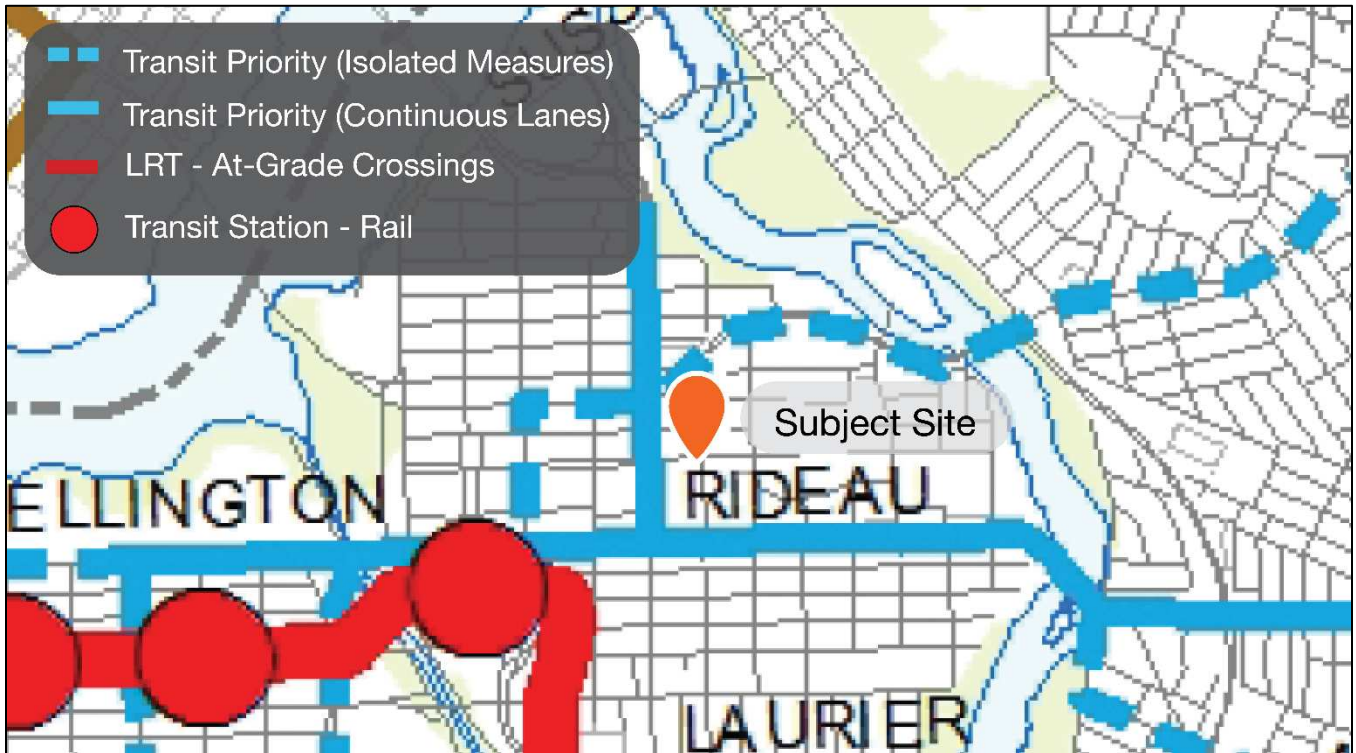 Transit Priority (Isolated Measures)
Transit Priority (Continuous Lanes)
LRT - At-Grade Crossings
Transit Station - Rail
Subject Site
ELLINGTON
RIDEAU
LAURIER